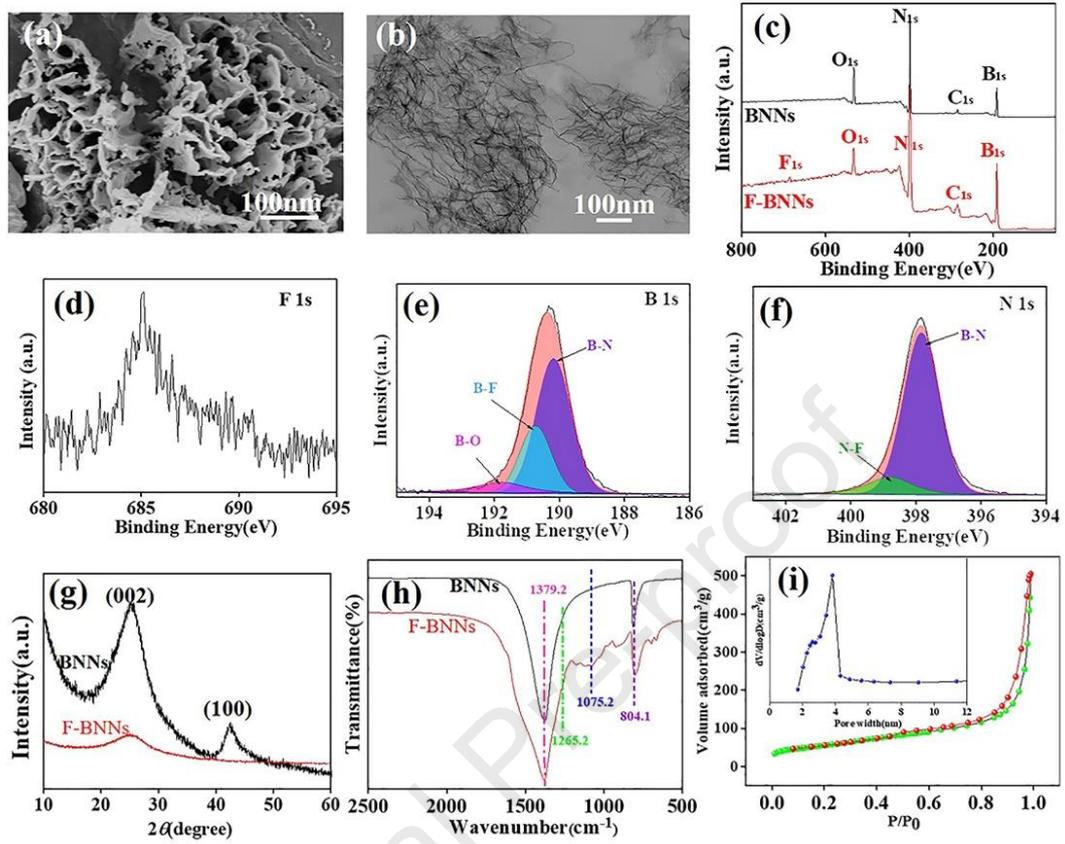 (a)
100nm
(b)
100nm
(c)
N1s
O1s
C1s
B1s
BNNs
F1s
O1s
N1s
C1s
B1s
F-BNNs
Intensity (a.u.)
800 600 400 200
Binding Energy(eV)
(d)
F 1s
Intensity (a.u.)
680 685 690 695
Binding Energy(eV)
(e)
B 1s
B-N
B-F
B-O
Intensity (a.u.)
194 192 190 188 186
Binding Energy(eV)
(f)
N 1s
B-N
N-F
Intensity (a.u.)
402 400 398 396 394
Binding Energy(eV)
(g)
(002)
BNNs
(100)
F-BNNs
Intensity(a.u.)
10 20 30 40 50 60
2θ(degree)
(h)
BNNs
1379.2
F-BNNs
1075.2
804.1
1265.2
Transmittance(%)
2500 2000 1500 1000 500
Wavenumber(cm-1)
(i)
dV/dlogD(cm3/g)
0 2 4 6 8 10 12
Pore width(nm)
Volume adsorbed(cm3/g)
500
400
300
200
100
0
0.0 0.2 0.4 0.6 0.8 1.0
P/P0
al Pre-proof